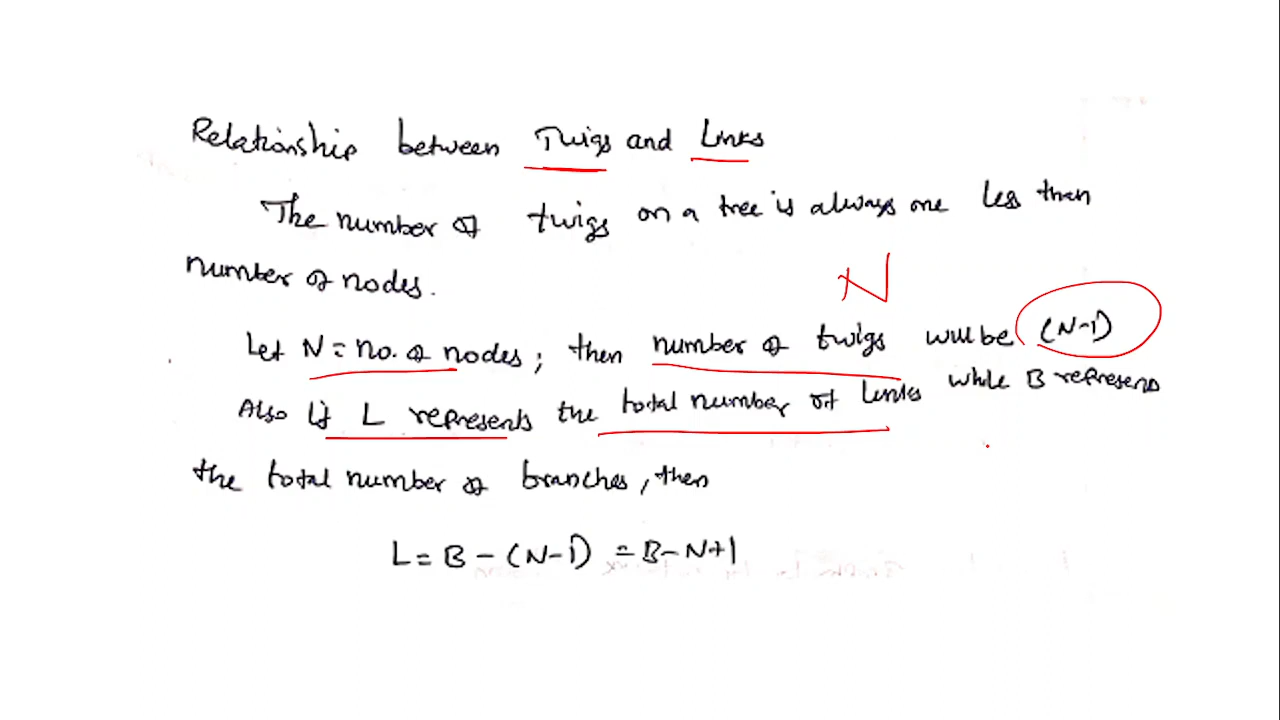 Relationship between Twigs and Links
The number of twigs on a tree is always one less than
number of nodes.
N
Let N = no. of nodes ; then number of twigs will be (N-1)
Also if L represents the total number of links while B represents
the total number of branches, then
L = B - (N-1) = B-N+1